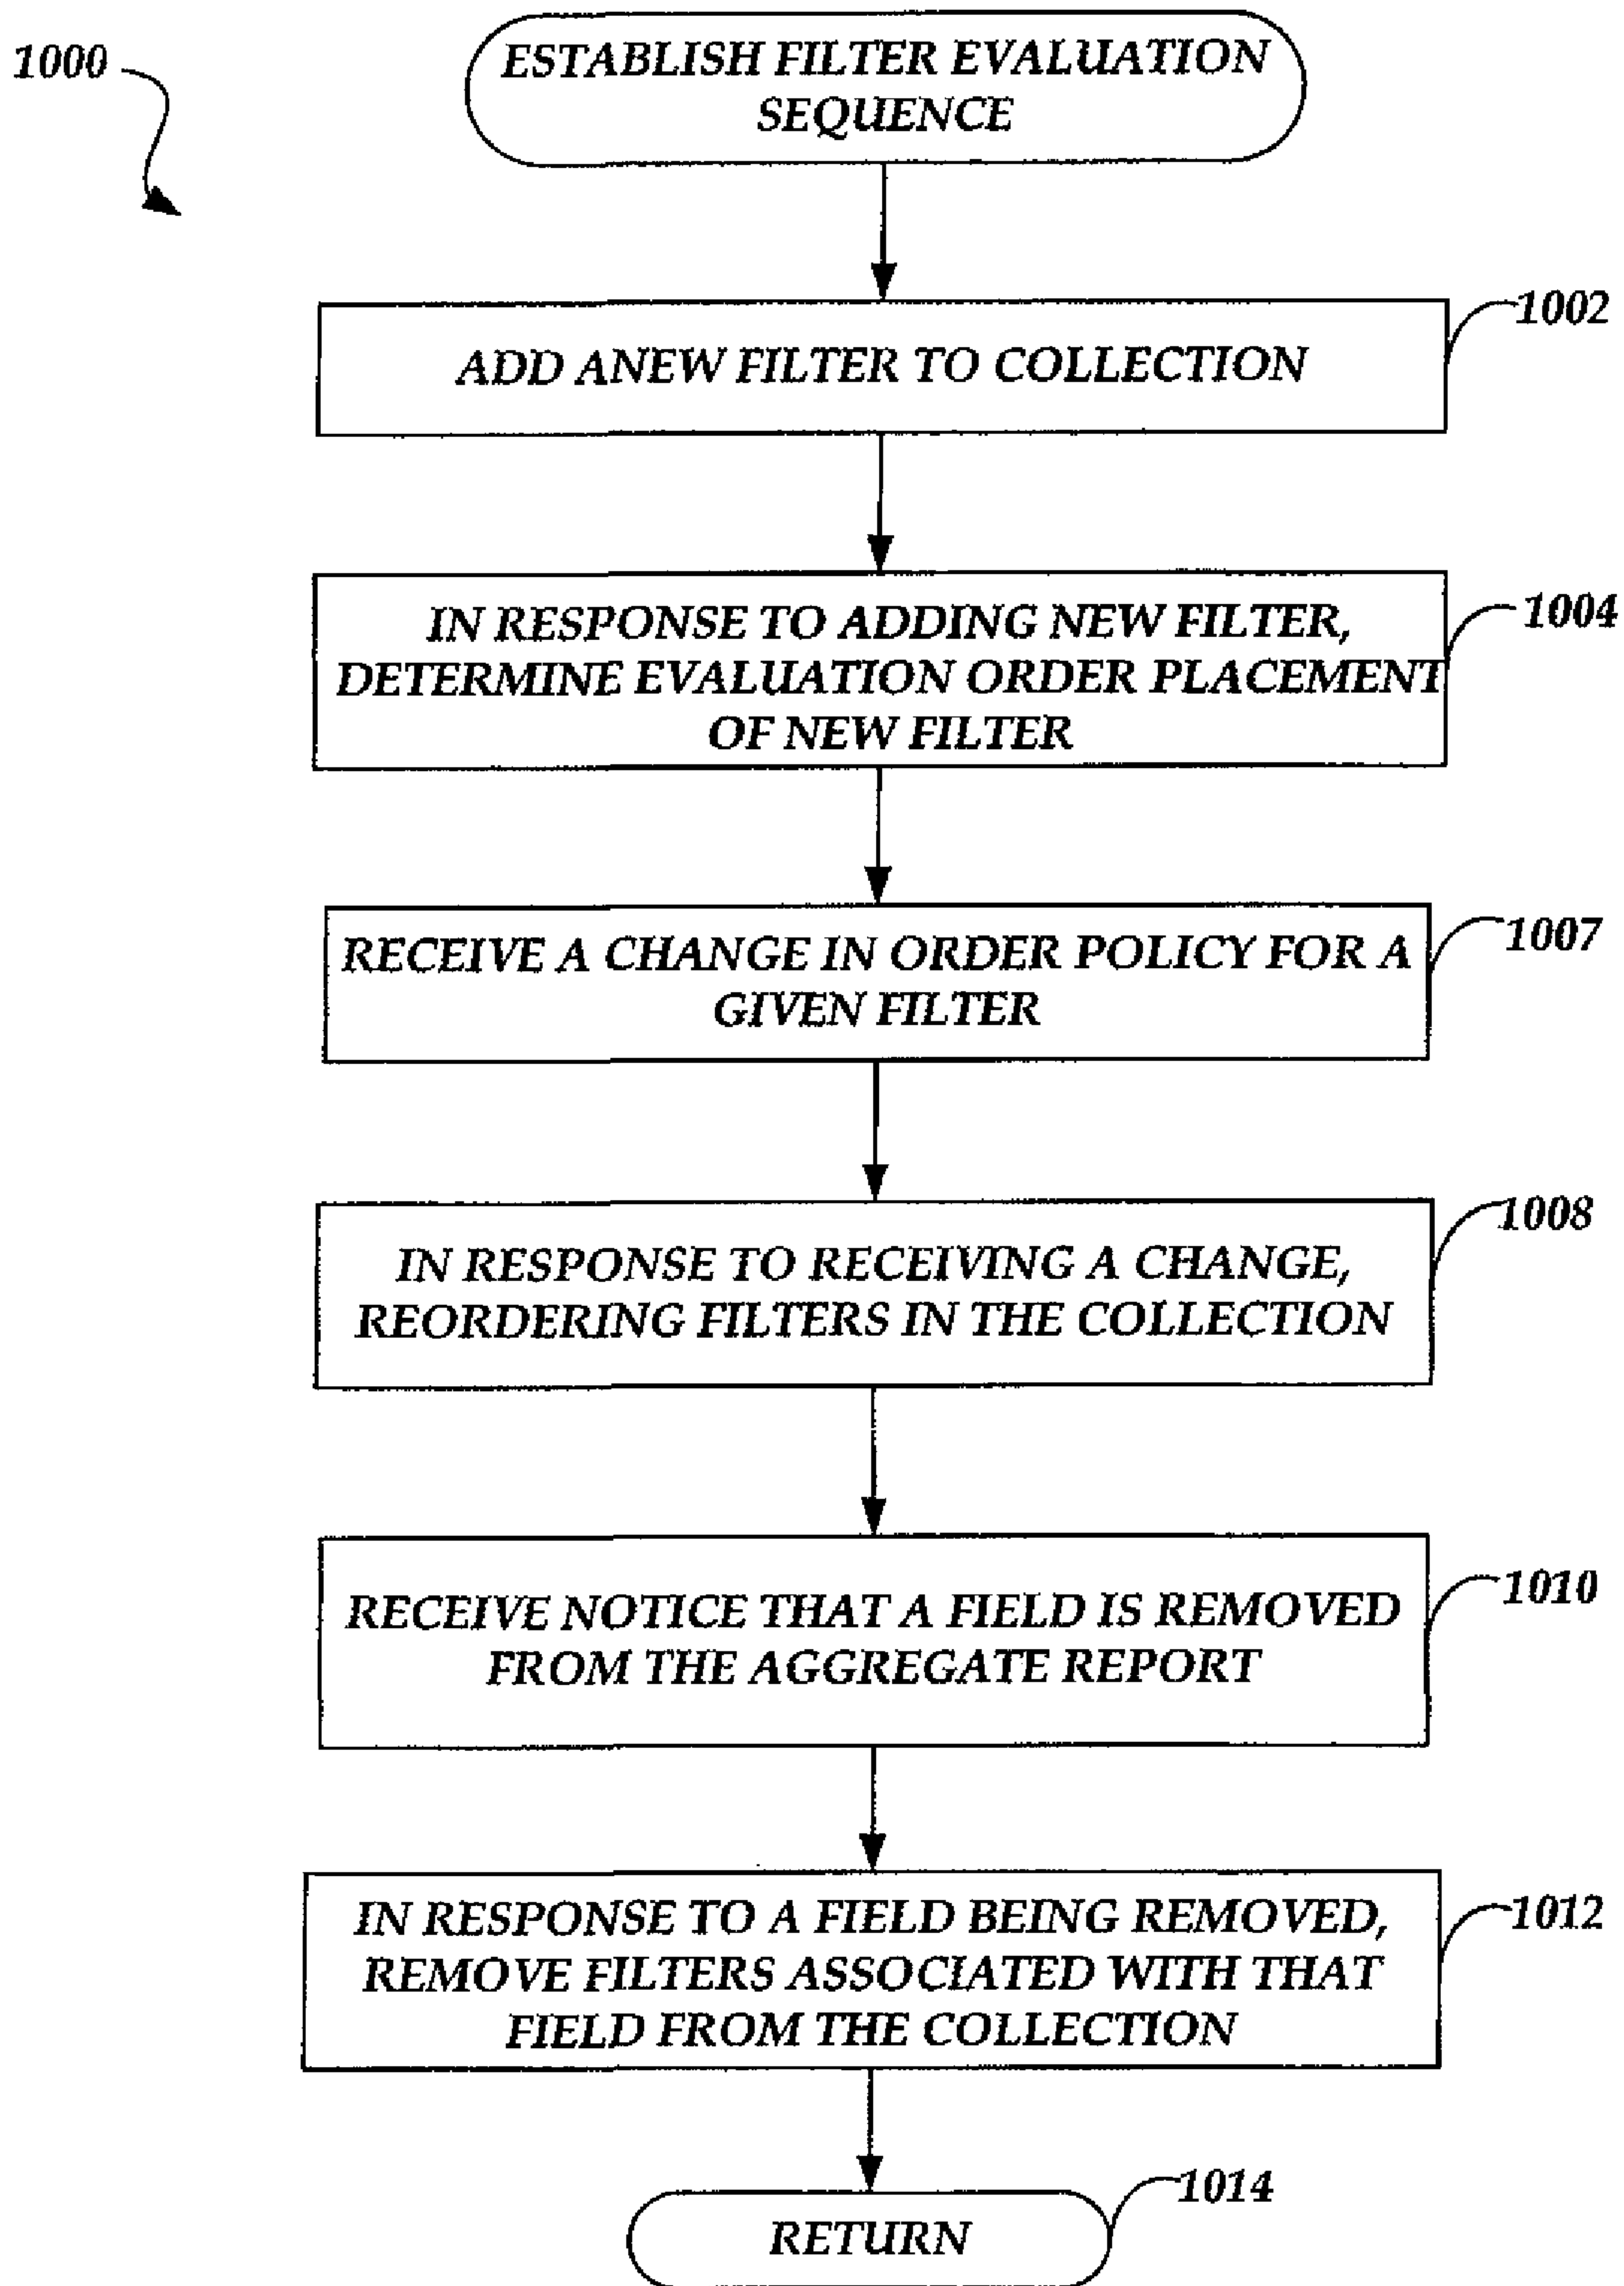 1000
ESTABLISH FILTER EVALUATION
SEQUENCE
1002
ADD ANEW FILTER TO COLLECTION
1004
IN RESPONSE TO ADDING NEW FILTER,
DETERMINE EVALUATION ORDER PLACEMENT
OF NEW FILTER
1007
RECEIVE A CHANGE IN ORDER POLICY FOR A
GIVEN FILTER
1008
IN RESPONSE TO RECEIVING A CHANGE,
REORDERING FILTERS IN THE COLLECTION
1010
RECEIVE NOTICE THAT A FIELD IS REMOVED
FROM THE AGGREGATE REPORT
1012
IN RESPONSE TO A FIELD BEING REMOVED,
REMOVE FILTERS ASSOCIATED WITH THAT
FIELD FROM THE COLLECTION
1014
RETURN